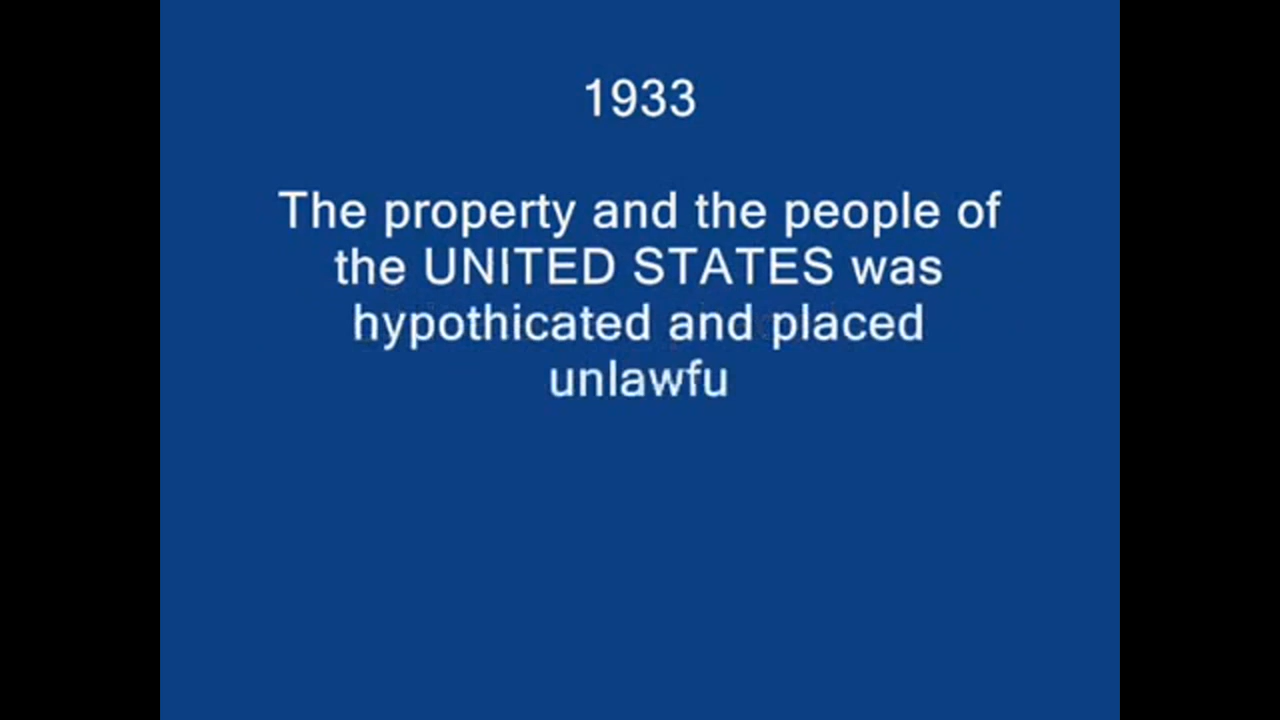 1933
The property and the people of
the UNITED STATES was
hypothicated and placed
unlawfu